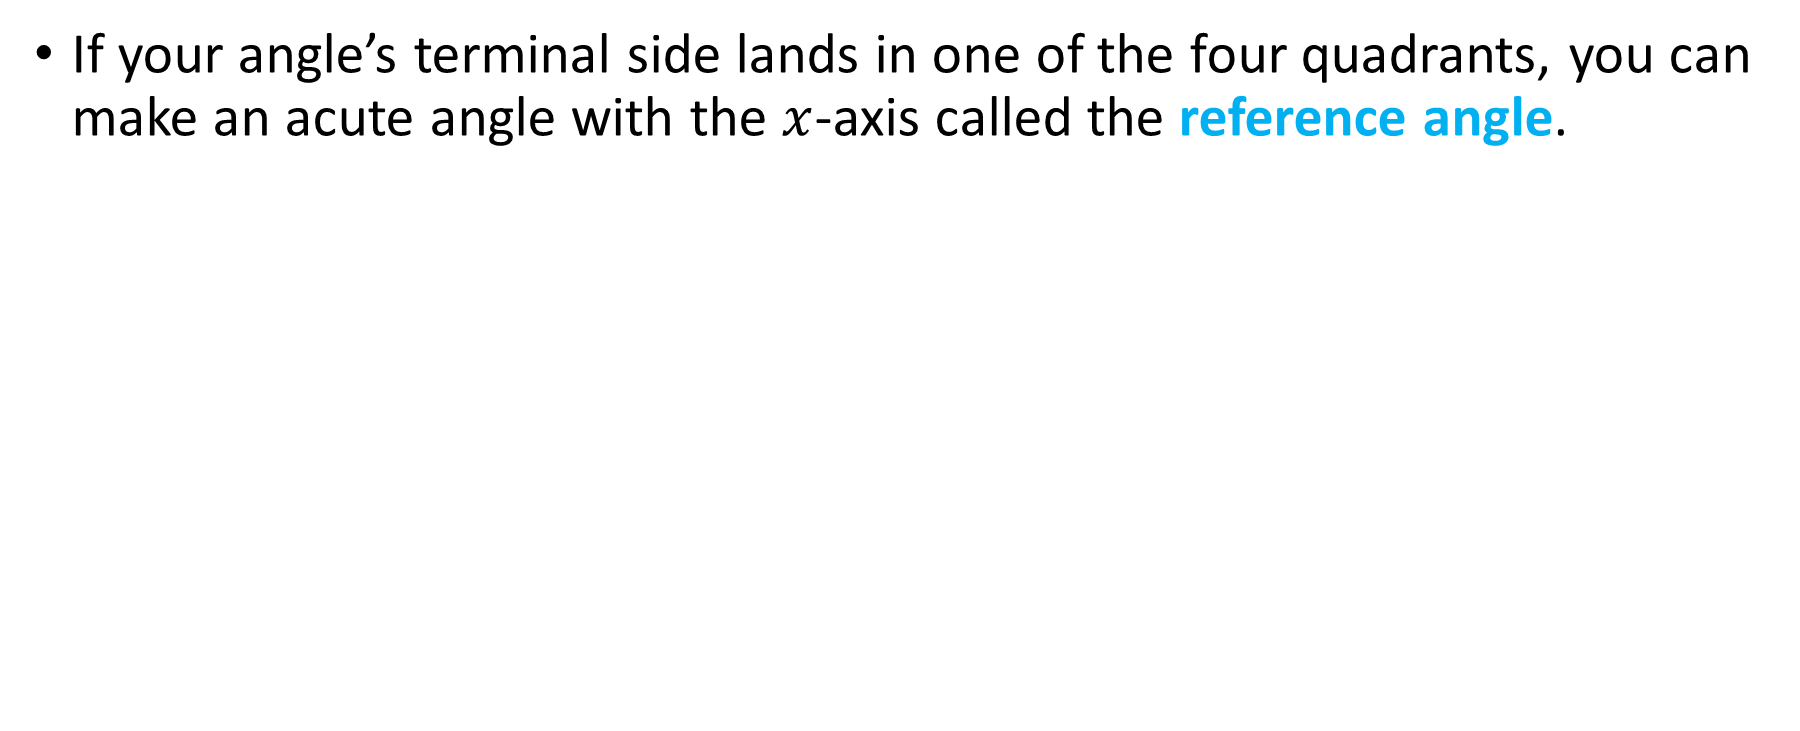 • If your angle’s terminal side lands in one of the four quadrants, you can
make an acute angle with the 𝑥-axis called the reference angle.